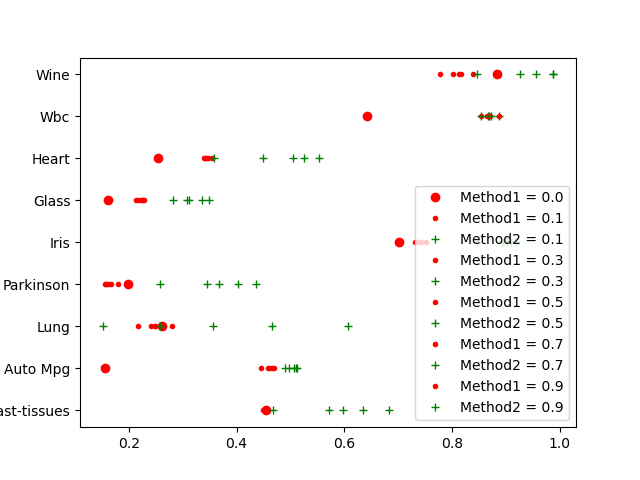 Wine
Wbc
Heart
Glass
Iris
Parkinson
Lung
Auto Mpg
ast-tissues
0.2 0.4 0.6 0.8 1.0
Method1 = 0.0
Method1 = 0.1
Method2 = 0.1
Method1 = 0.3
Method2 = 0.3
Method1 = 0.5
Method2 = 0.5
Method1 = 0.7
Method2 = 0.7
Method1 = 0.9
Method2 = 0.9